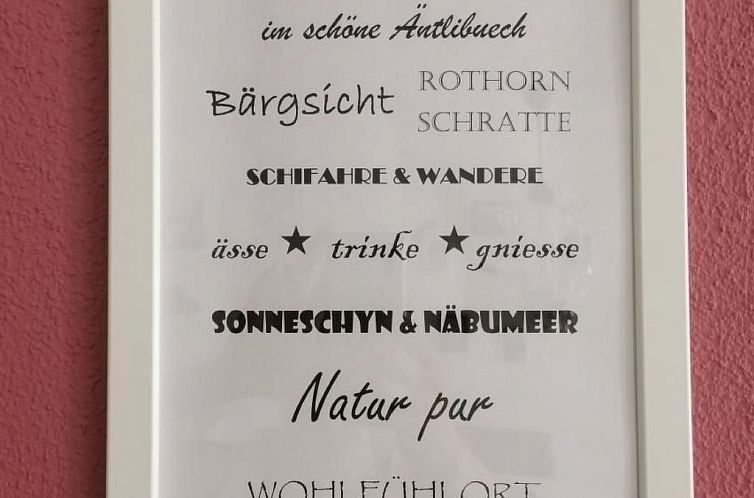 im schöne Äntlibuech
Bärgsicht
ROTHORN
SCHRATTE
SCHIFAHRE & WANDERE
ässe ★ trinke ★ gniesse
SONNESCHYN & NÄBUMEER
Natur pur
WOHLFÜHLORT